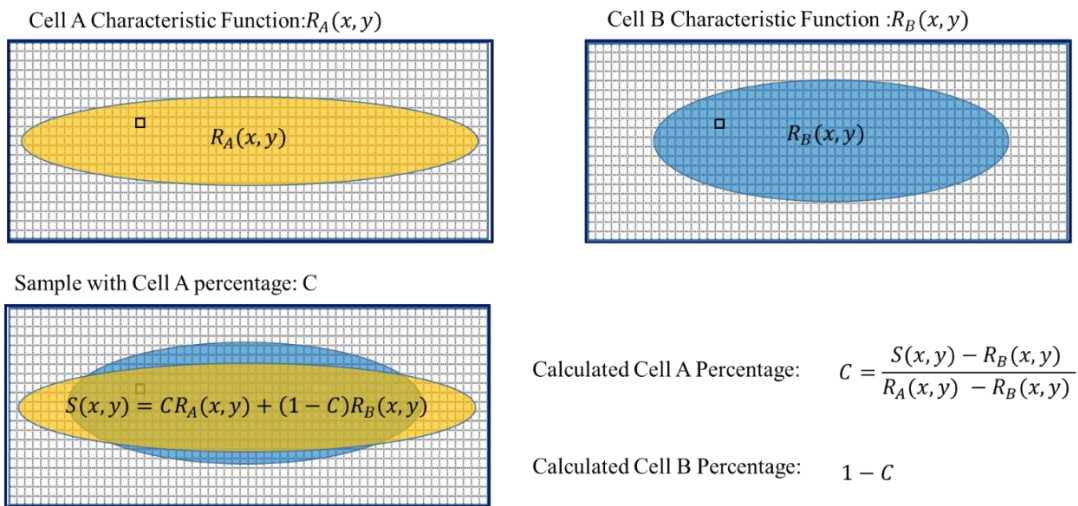 Cell A Characteristic Function:R_A(x, y)
Cell B Characteristic Function :R_B(x, y)
R_A(x, y)
R_B(x, y)
Sample with Cell A percentage: C
S(x, y) = CR_A(x, y) + (1 − C)R_B(x, y)
Calculated Cell A Percentage: C = \frac{S(x, y) − R_B(x, y)}{R_A(x, y) − R_B(x, y)}
Calculated Cell B Percentage: 1 − C